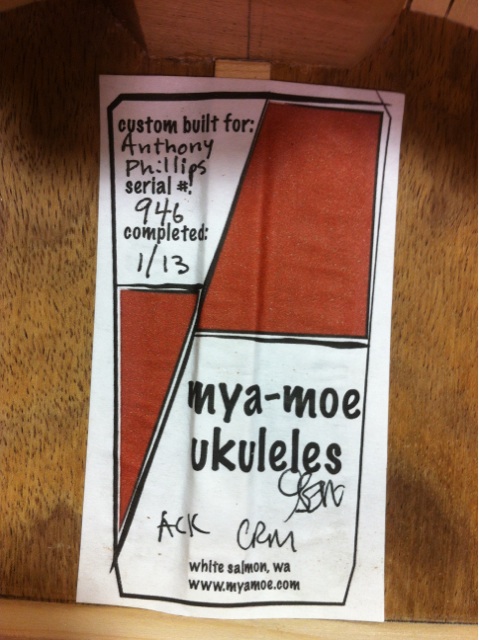 custom built for:
Anthony
Phillips
serial #:
946
completed:
1/13
mya-moe
ukuleles
ACK CRM
white salmon, wa
www.myamoe.com